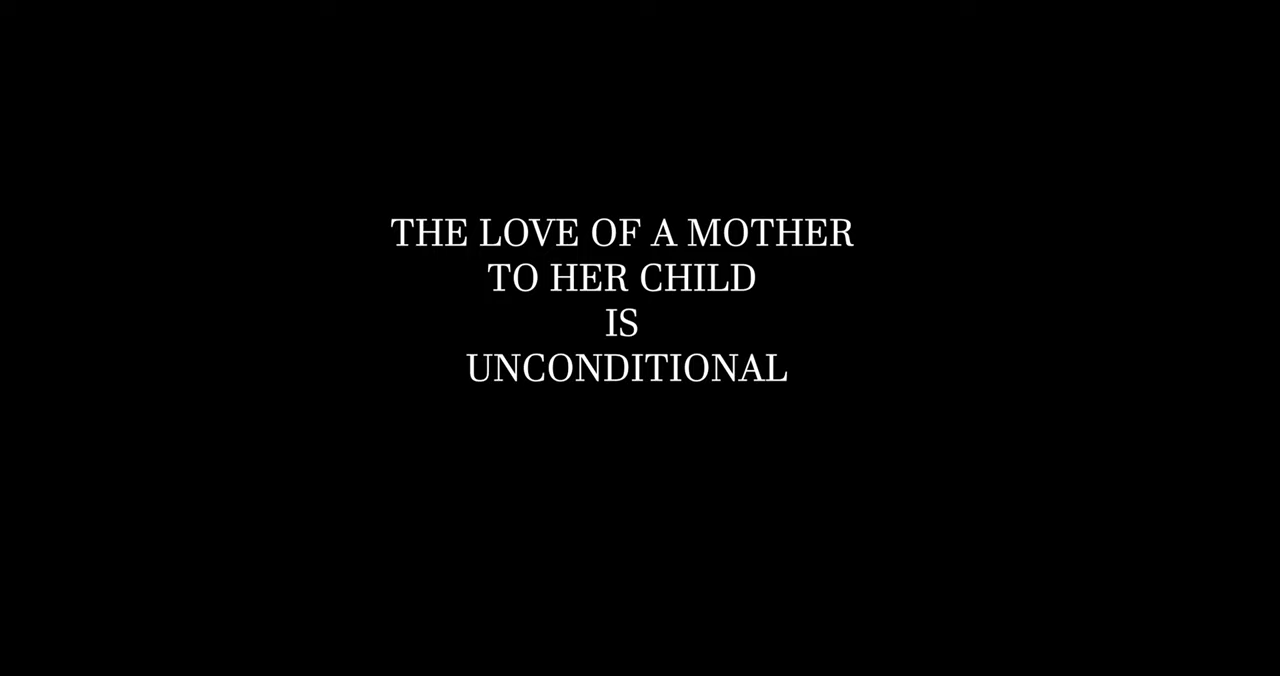 THE LOVE OF A MOTHER
TO HER CHILD
IS
UNCONDITIONAL